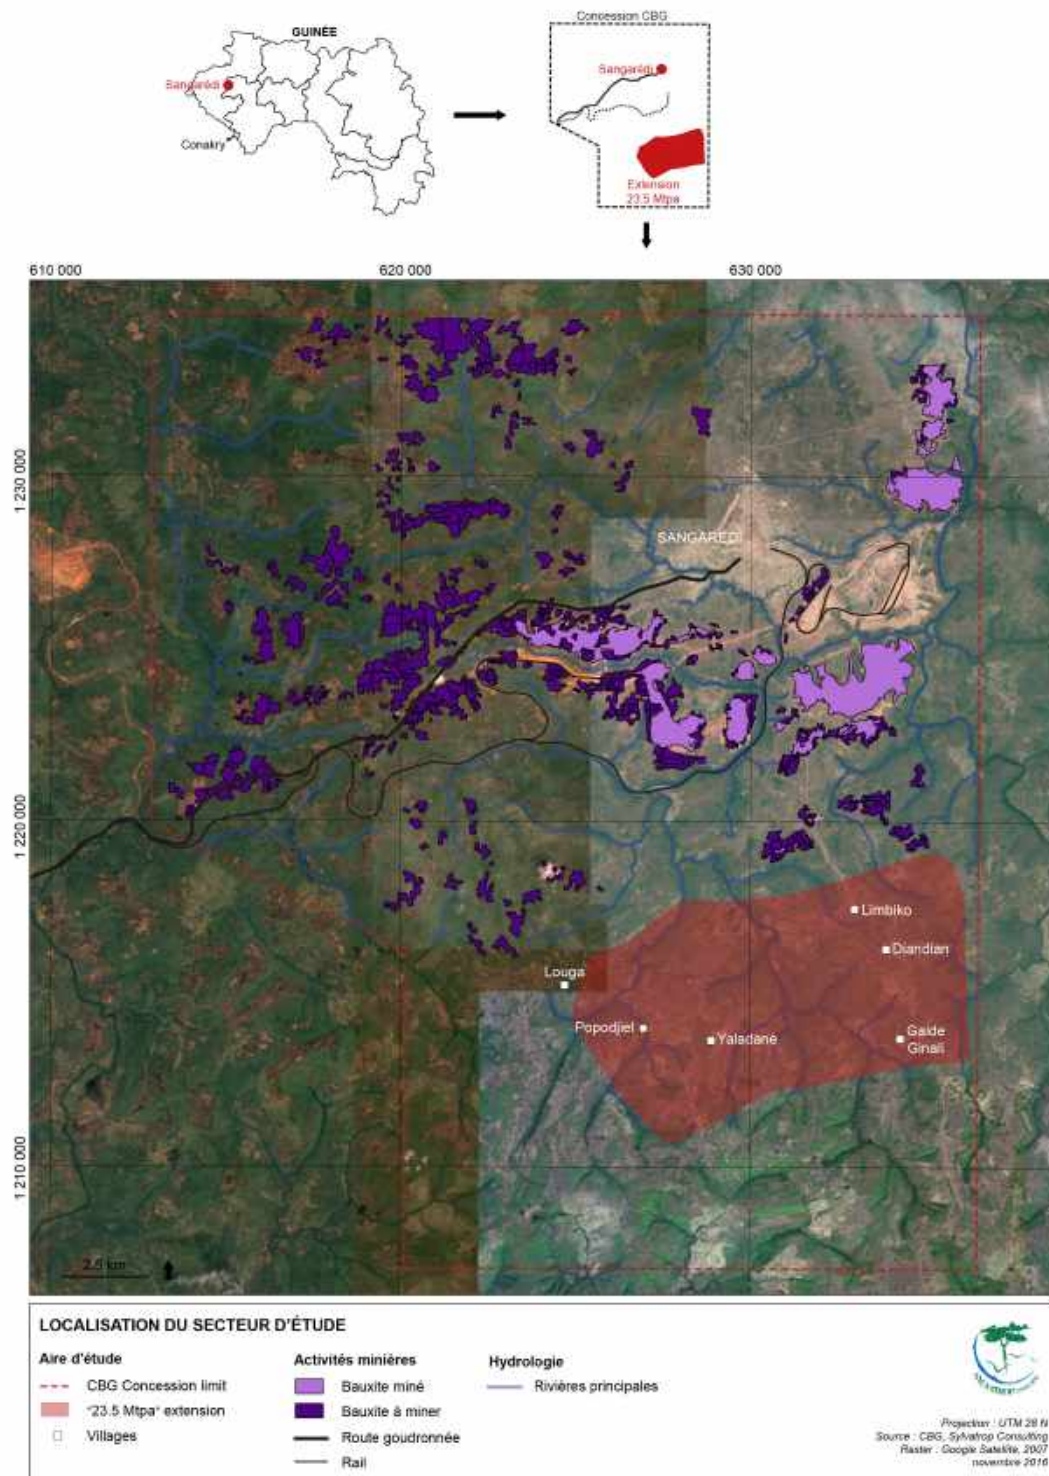 GUINÉE
Sangarédi
Conakry
Concession CBG
Sangarédi
Extension
23.5 Mtpa
610 000
620 000
630 000
1 230 000
1 220 000
1 210 000
SANGAREDI
Limbiko
Diandian
Louga
Popodjiel
Yaladane
Gaide
Ginali
2.5 km
LOCALISATION DU SECTEUR D'ÉTUDE
Aire d'étude
CBG Concession limit
"23.5 Mtpa" extension
Villages
Activités minières
Bauxite miné
Bauxite à miner
Route goudronnée
Rail
Hydrologie
Rivières principales
Projection : UTM 28 N
Source : CBG, Sylvatrop Consulting
Raster : Google Satellite, 2007
novembre 2016